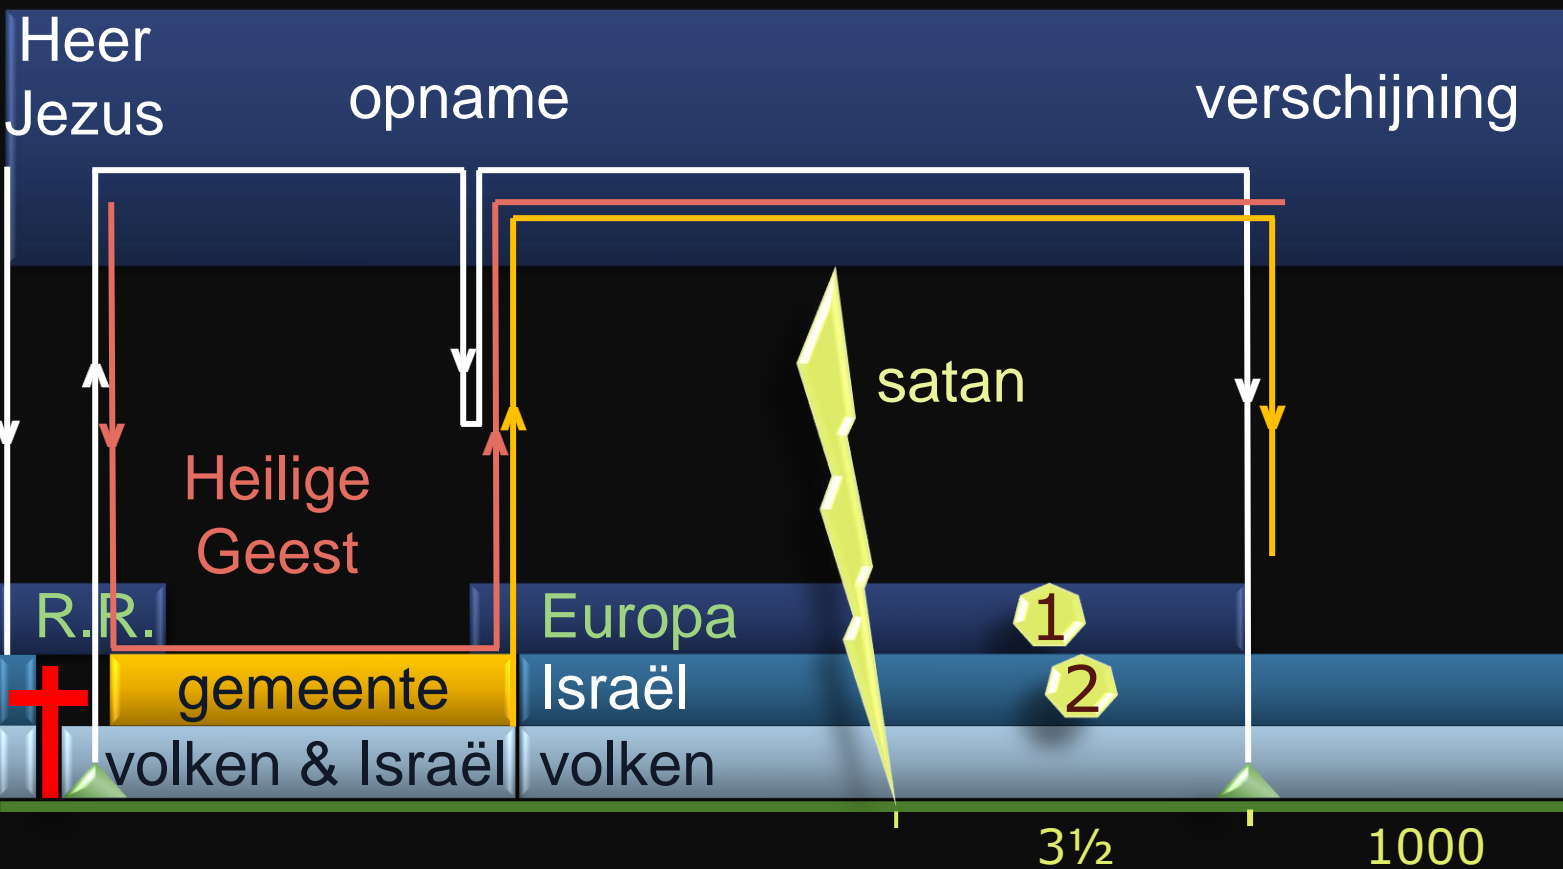 Heer
Jezus
opname
verschijning
satan
Heilige
Geest
R.R.
Europa
1
gemeente
Israël
2
volken & Israël
volken
3½
1000